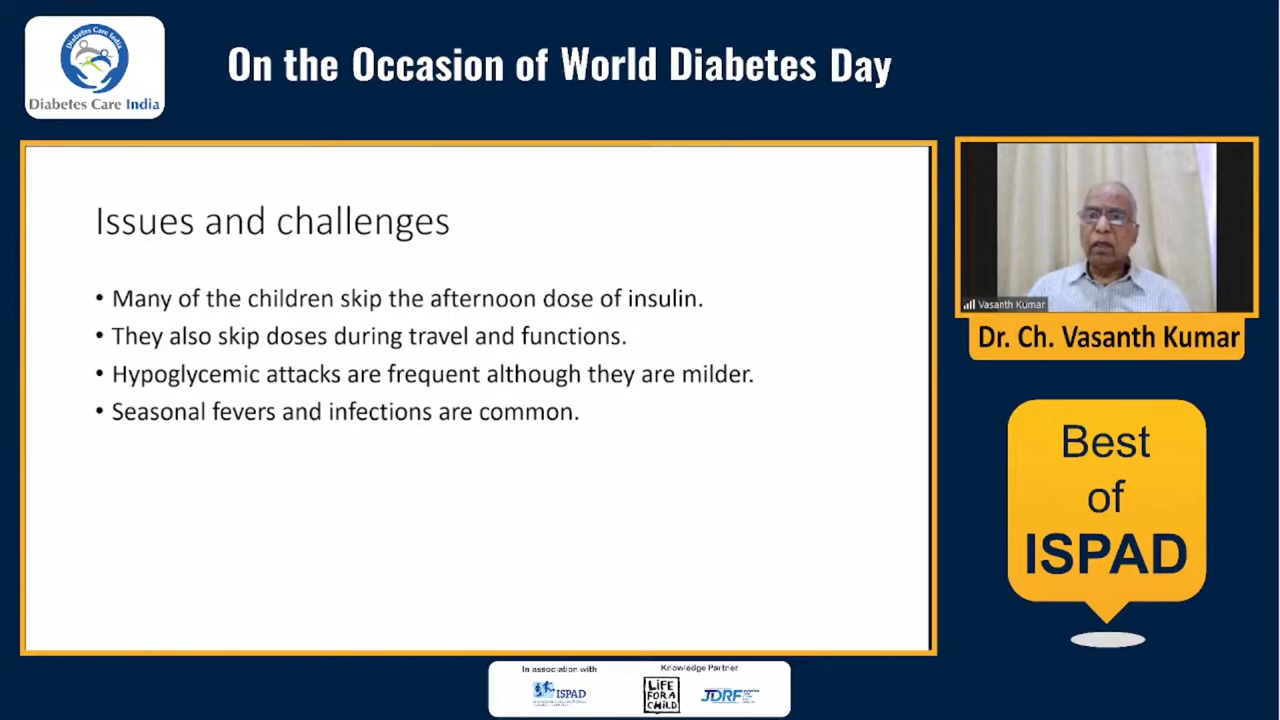 Diabetes Care India
Diabetes Care India
On the Occasion of World Diabetes Day
Issues and challenges
• Many of the children skip the afternoon dose of insulin.
• They also skip doses during travel and functions.
• Hypoglycemic attacks are frequent although they are milder.
• Seasonal fevers and infections are common.
Vasanth Kumar
Dr. Ch. Vasanth Kumar
Best
of
ISPAD
In association with
ISPAD
Knowledge Partner
LiFE
FOR A
CHiLD
JDRF